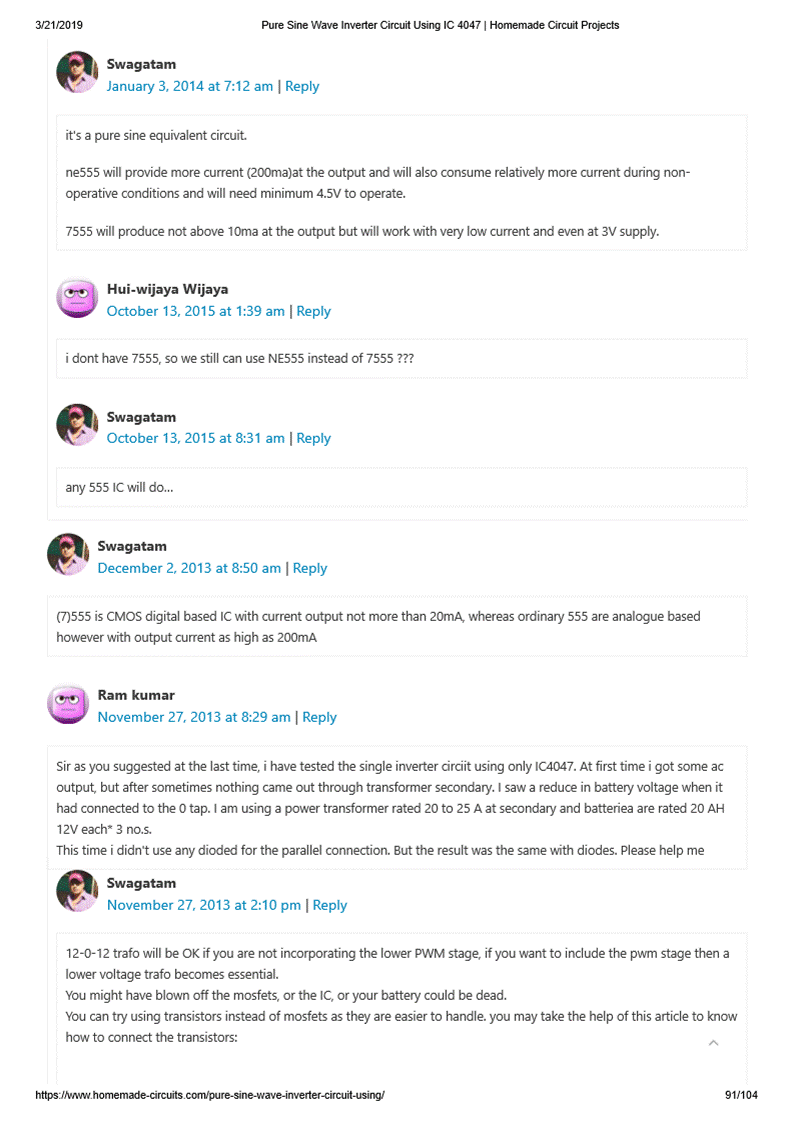 3/21/2019
Pure Sine Wave Inverter Circuit Using IC 4047 | Homemade Circuit Projects
Swagatam
January 3, 2014 at 7:12 am | Reply
it's a pure sine equivalent circuit.
ne555 will provide more current (200ma)at the output and will also consume relatively more current during non-
operative conditions and will need minimum 4.5V to operate.
7555 will produce not above 10ma at the output but will work with very low current and even at 3V supply.
Hui-wijaya Wijaya
October 13, 2015 at 1:39 am | Reply
i dont have 7555, so we still can use NE555 instead of 7555 ???
Swagatam
October 13, 2015 at 8:31 am | Reply
any 555 IC will do...
Swagatam
December 2, 2013 at 8:50 am | Reply
(7)555 is CMOS digital based IC with current output not more than 20mA, whereas ordinary 555 are analogue based
however with output current as high as 200mA
Ram kumar
November 27, 2013 at 8:29 am | Reply
Sir as you suggested at the last time, i have tested the single inverter circiit using only IC4047. At first time i got some ac
output, but after sometimes nothing came out through transformer secondary. I saw a reduce in battery voltage when it
had connected to the 0 tap. I am using a power transformer rated 20 to 25 A at secondary and batteriea are rated 20 AH
12V each* 3 no.s.
This time i didn't use any dioded for the parallel connection. But the result was the same with diodes. Please help me
Swagatam
November 27, 2013 at 2:10 pm | Reply
12-0-12 trafo will be OK if you are not incorporating the lower PWM stage, if you want to include the pwm stage then a
lower voltage trafo becomes essential.
You might have blown off the mosfets, or the IC, or your battery could be dead.
You can try using transistors instead of mosfets as they are easier to handle. you may take the help of this article to know
how to connect the transistors:
https://www.homemade-circuits.com/pure-sine-wave-inverter-circuit-using/
91/104